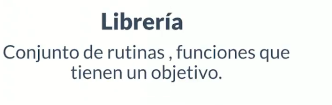 Librería
Conjunto de rutinas , funciones que
tienen un objetivo.